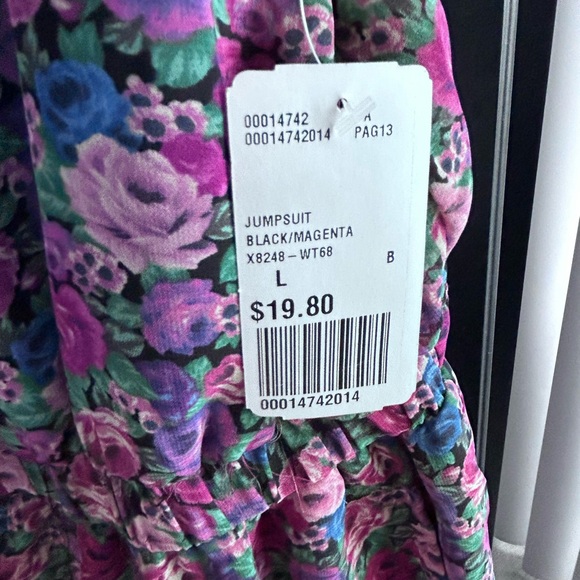 00014742 A
00014742014 PAG13
JUMPSUIT
BLACK/MAGENTA
X8248-WT68 B
L
$19.80
00014742014